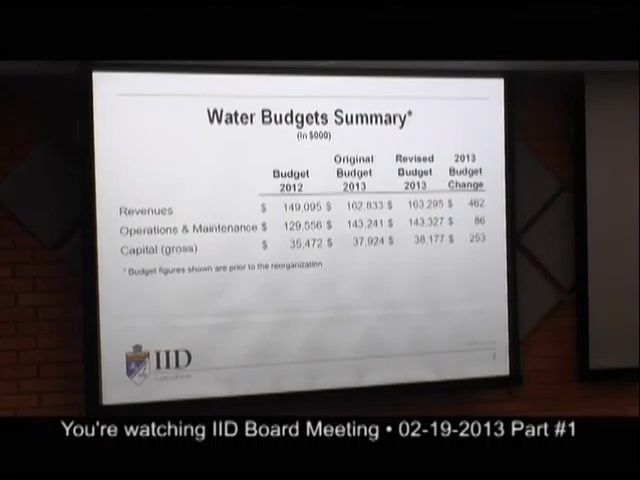 Water Budgets Summary*
(In $000)
Budget 2012 Original Budget 2013 Revised Budget 2013 2013 Budget Change
Revenues $ 149,095 $ 162,833 $ 163,295 $ 462
Operations & Maintenance $ 129,556 $ 143,241 $ 143,327 $ 86
Capital (gross) $ 35,472 $ 37,924 $ 38,177 $ 253
* Budget figures shown are prior to the reorganization
IID
You're watching IID Board Meeting • 02-19-2013 Part #1